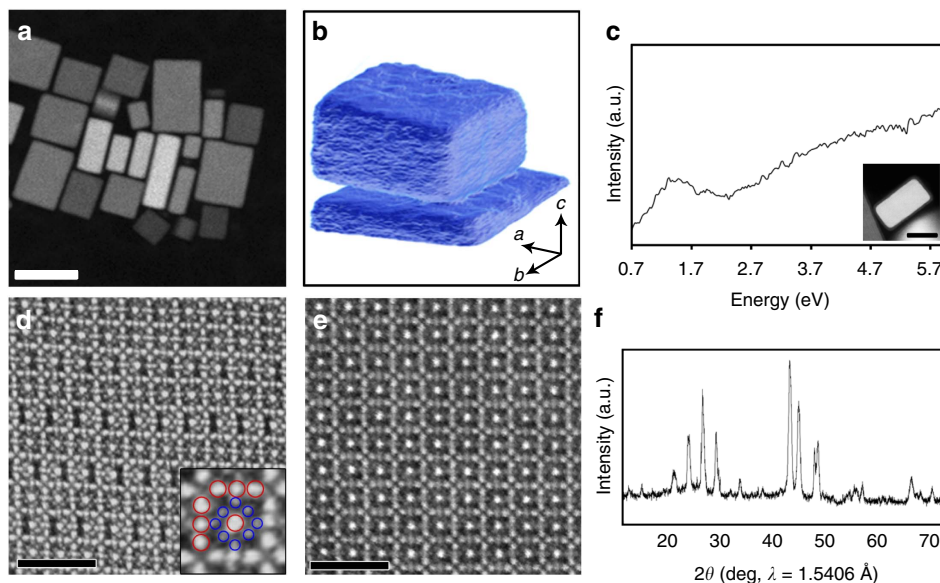 a
b
c
a
b
c
Intensity (a.u.)
0.7 1.7 2.7 3.7 4.7 5.7
Energy (eV)
d
e
f
Intensity (a.u.)
20 30 40 50 60 70
2θ (deg, λ = 1.5406 Å)